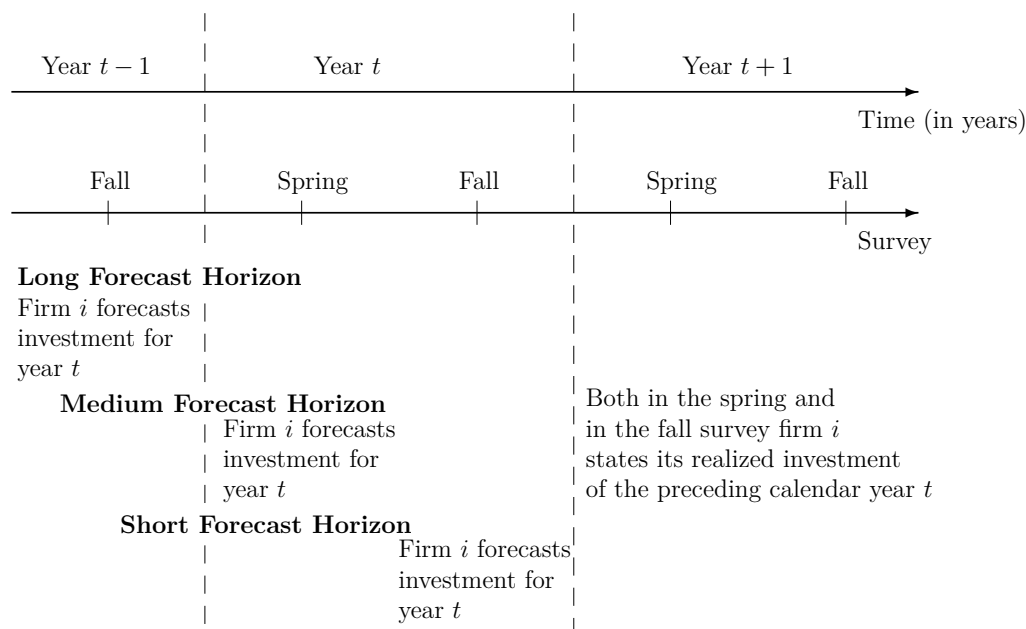 Year t − 1
Year t
Year t + 1
Time (in years)
Fall
Spring
Fall
Spring
Fall
Survey
Long Forecast Horizon
Firm i forecasts
investment for
year t
Medium Forecast Horizon
Firm i forecasts
investment for
year t
Both in the spring and
in the fall survey firm i
states its realized investment
of the preceding calendar year t
Short Forecast Horizon
Firm i forecasts
investment for
year t